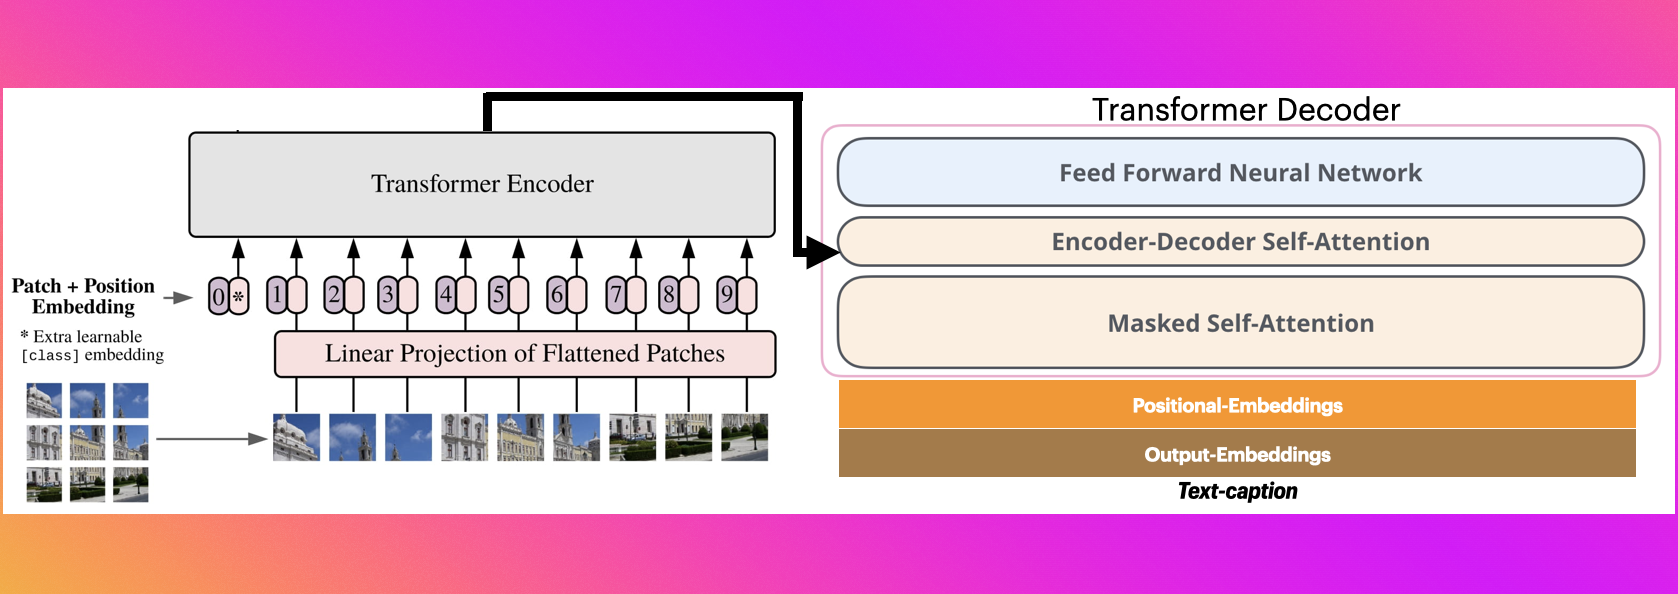 Transformer Encoder
0 * 1 2 3 4 5 6 7 8 9
Patch + Position
Embedding
* Extra learnable
[class] embedding
Linear Projection of Flattened Patches
Transformer Decoder
Feed Forward Neural Network
Encoder-Decoder Self-Attention
Masked Self-Attention
Positional-Embeddings
Output-Embeddings
Text-caption